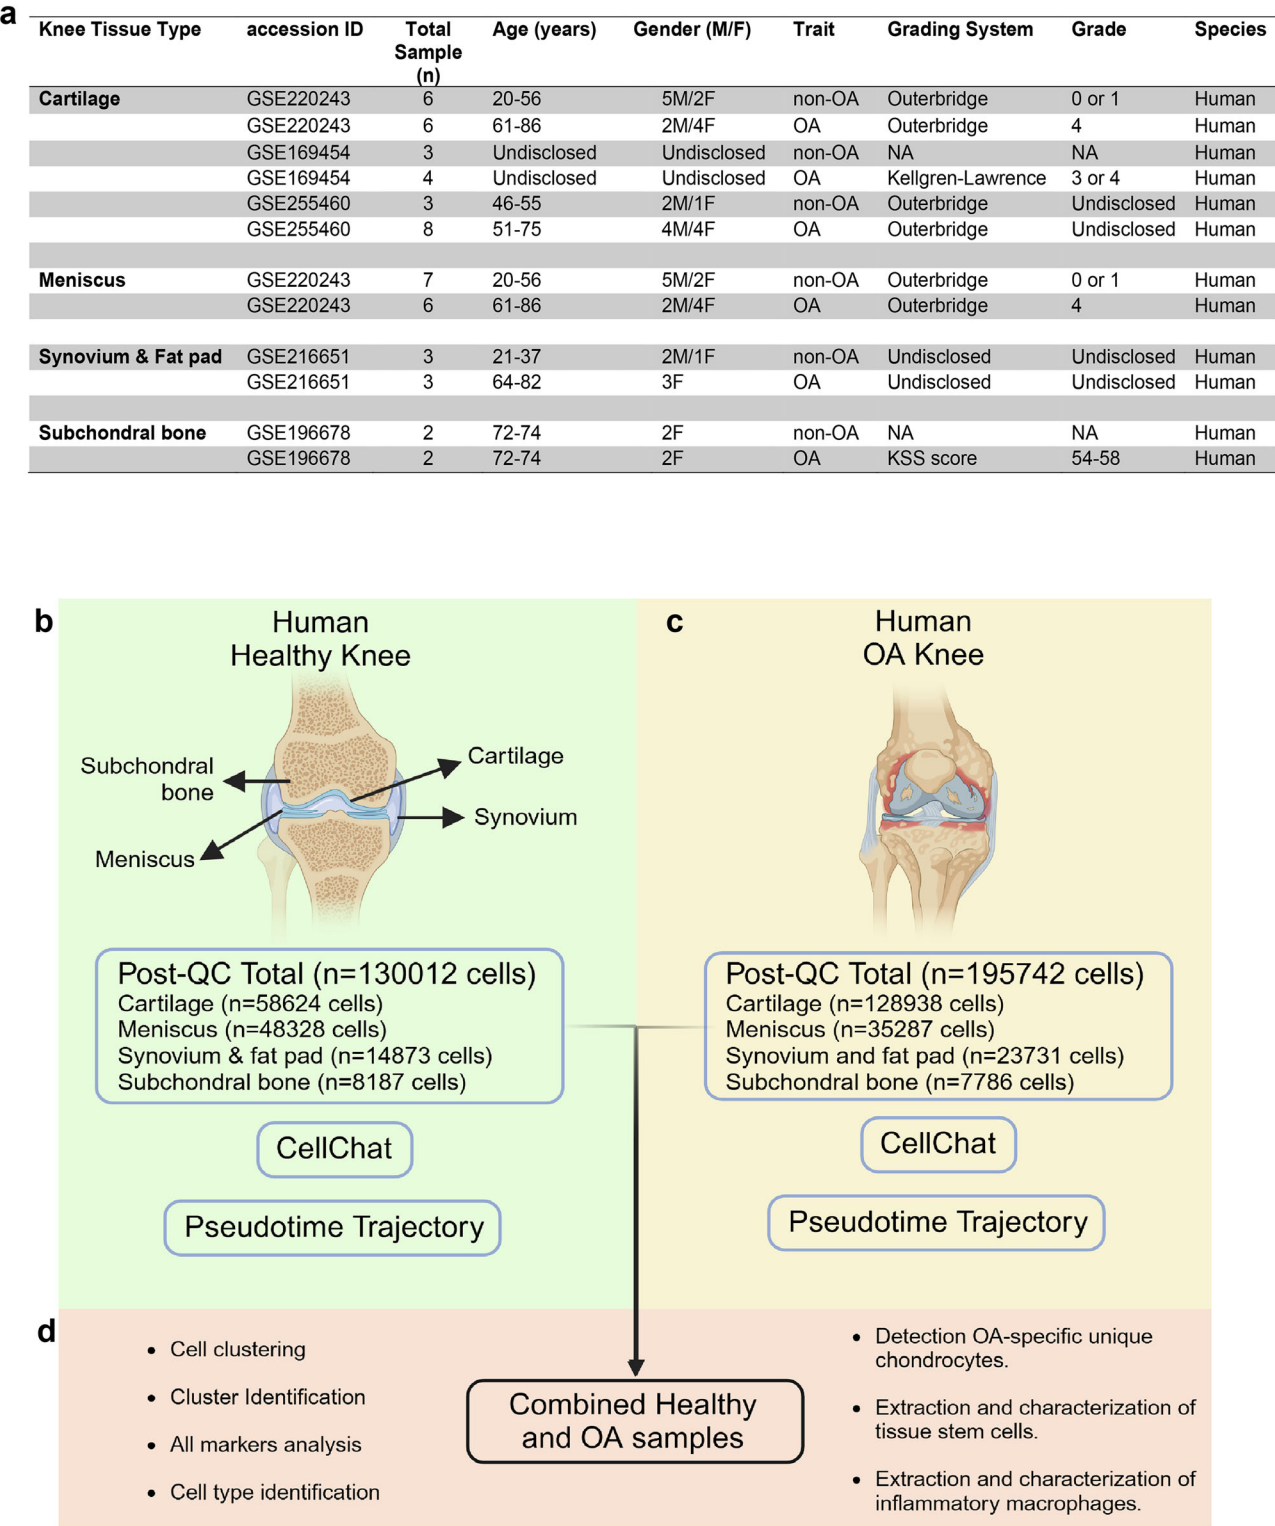 a
Knee Tissue Type accession ID Total Sample (n) Age (years) Gender (M/F) Trait Grading System Grade Species
Cartilage GSE220243 6 20-56 5M/2F non-OA Outerbridge 0 or 1 Human
GSE220243 6 61-86 2M/4F OA Outerbridge 4 Human
GSE169454 3 Undisclosed Undisclosed non-OA NA NA Human
GSE169454 4 Undisclosed Undisclosed OA Kellgren-Lawrence 3 or 4 Human
GSE255460 3 46-55 2M/1F non-OA Outerbridge Undisclosed Human
GSE255460 8 51-75 4M/4F OA Outerbridge Undisclosed Human
Meniscus GSE220243 7 20-56 5M/2F non-OA Outerbridge 0 or 1 Human
GSE220243 6 61-86 2M/4F OA Outerbridge 4 Human
Synovium & Fat pad GSE216651 3 21-37 2M/1F non-OA Undisclosed Undisclosed Human
GSE216651 3 64-82 3F OA Undisclosed Undisclosed Human
Subchondral bone GSE196678 2 72-74 2F non-OA NA NA Human
GSE196678 2 72-74 2F OA KSS score 54-58 Human
b
Human
Healthy Knee
Subchondral
bone
Cartilage
Synovium
Meniscus
Post-QC Total (n=130012 cells)
Cartilage (n=58624 cells)
Meniscus (n=48328 cells)
Synovium & fat pad (n=14873 cells)
Subchondral bone (n=8187 cells)
CellChat
Pseudotime Trajectory
c
Human
OA Knee
Post-QC Total (n=195742 cells)
Cartilage (n=128938 cells)
Meniscus (n=35287 cells)
Synovium and fat pad (n=23731 cells)
Subchondral bone (n=7786 cells)
CellChat
Pseudotime Trajectory
d
• Cell clustering
• Cluster Identification
• All markers analysis
• Cell type identification
Combined Healthy
and OA samples
• Detection OA-specific unique
chondrocytes.
• Extraction and characterization of
tissue stem cells.
• Extraction and characterization of
inflammatory macrophages.